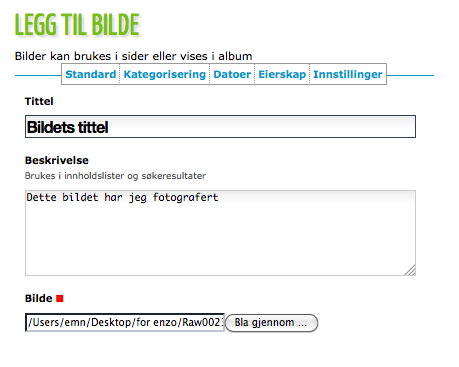 LEGG TIL BILDE
Bilder kan brukes i sider eller vises i album
Standard Kategorisering Datoer Eierskap Innstillinger
Tittel
Bildets tittel
Beskrivelse
Brukes i innholdslister og søkeresultater
Dette bildet har jeg fotografert
Bilde
/Users/emn/Desktop/for enzo/Raw002 Bla gjennom ...